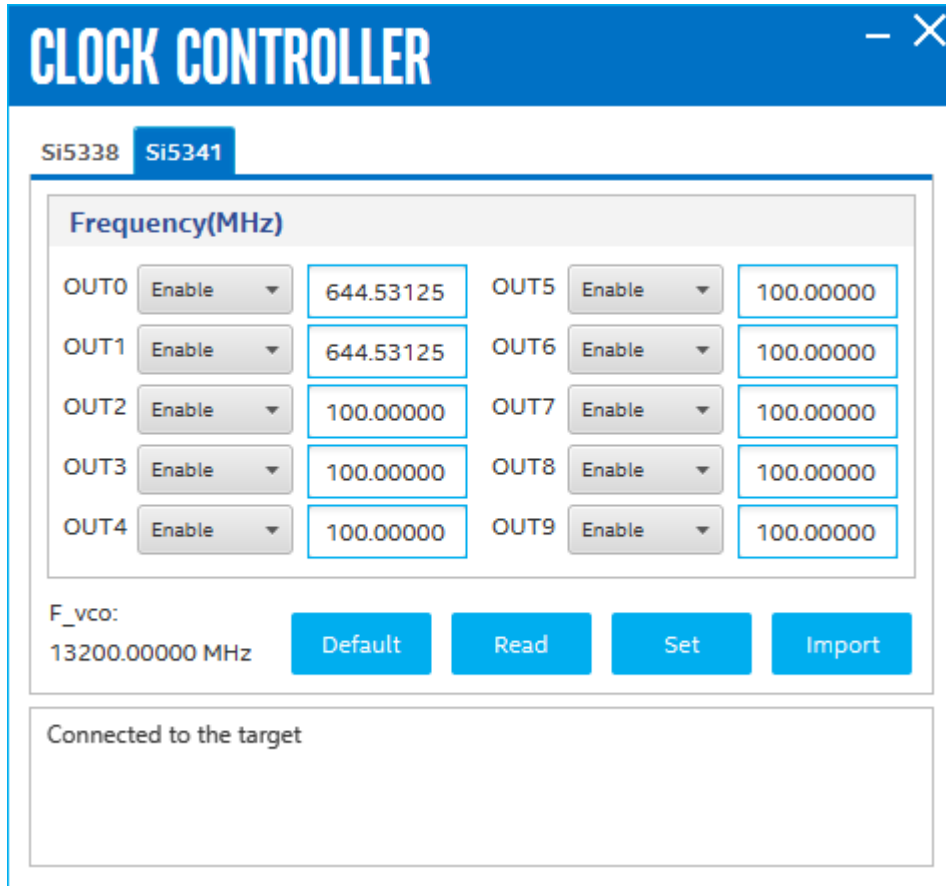 CLOCK CONTROLLER
Si5338 Si5341
Frequency(MHz)
OUT0 Enable 644.53125 OUT5 Enable 100.00000
OUT1 Enable 644.53125 OUT6 Enable 100.00000
OUT2 Enable 100.00000 OUT7 Enable 100.00000
OUT3 Enable 100.00000 OUT8 Enable 100.00000
OUT4 Enable 100.00000 OUT9 Enable 100.00000
F_vco:
13200.00000 MHz Default Read Set Import
Connected to the target